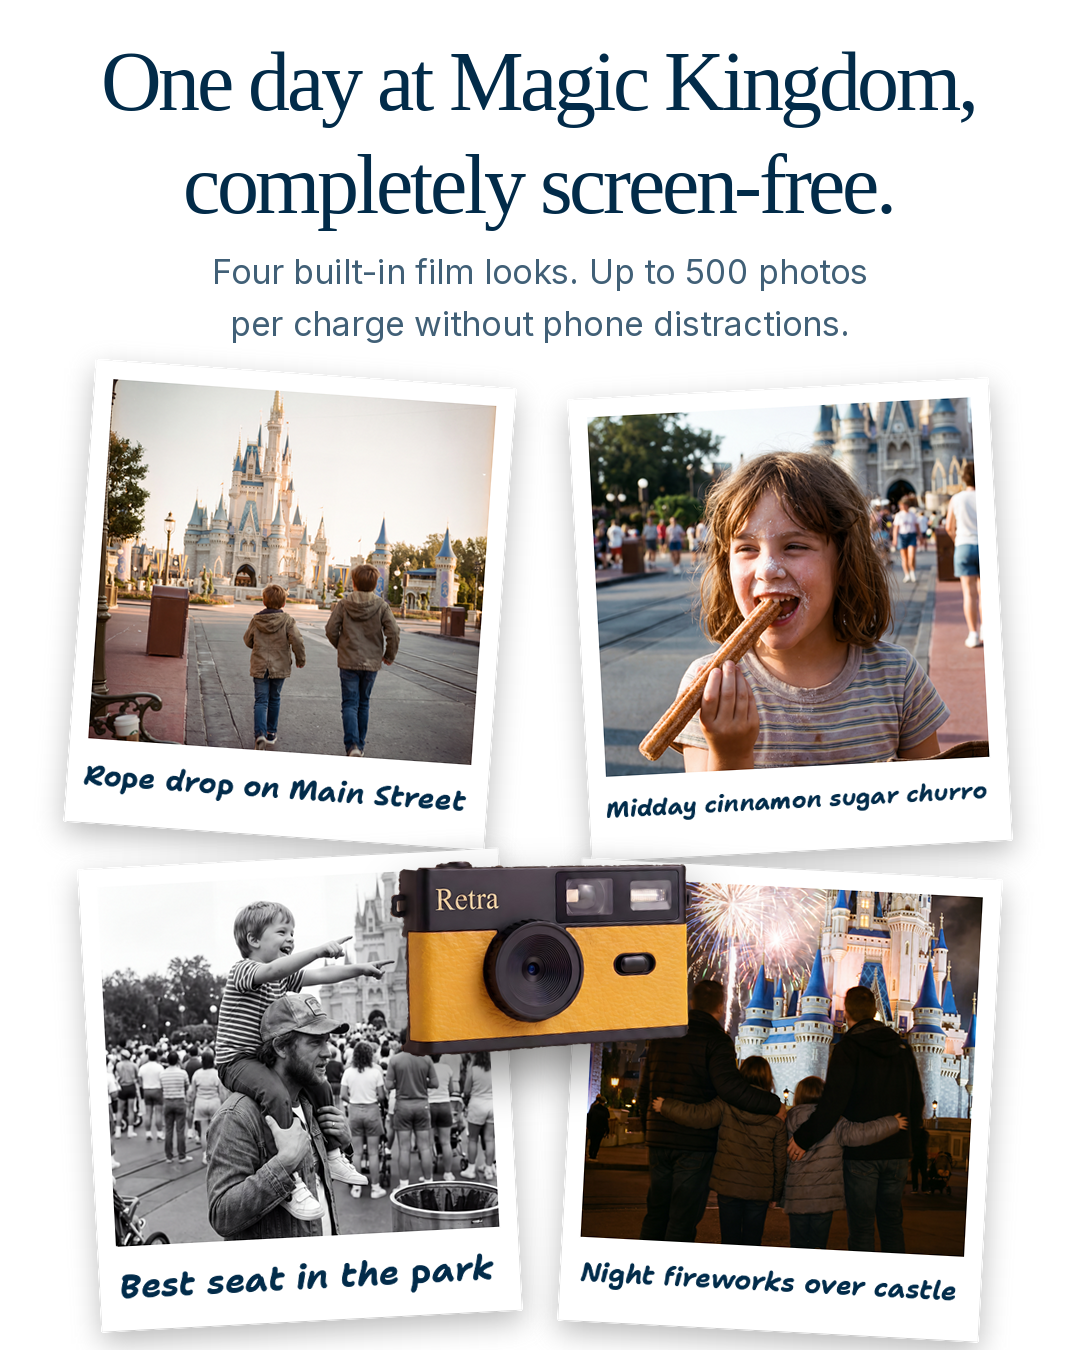 One day at Magic Kingdom,
completely screen-free.
Four built-in film looks. Up to 500 photos
per charge without phone distractions.
Rope drop on Main Street
Midday cinnamon sugar churro
Retra
Best seat in the park
Night fireworks over castle